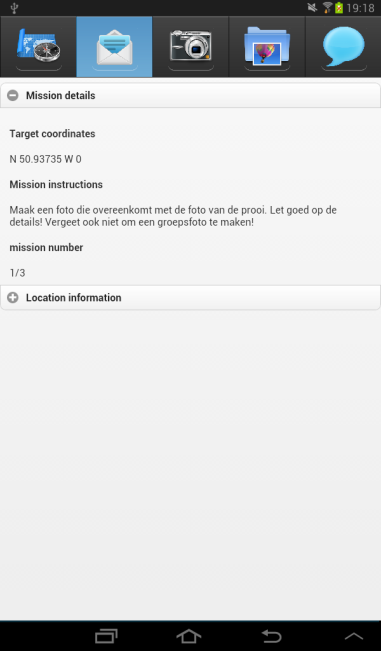 19:18
Mission details
Target coordinates
N 50.93735 W 0
Mission instructions
Maak een foto die overeenkomt met de foto van de prooi. Let goed op de
details! Vergeet ook niet om een groepsfoto te maken!
mission number
1/3
Location information